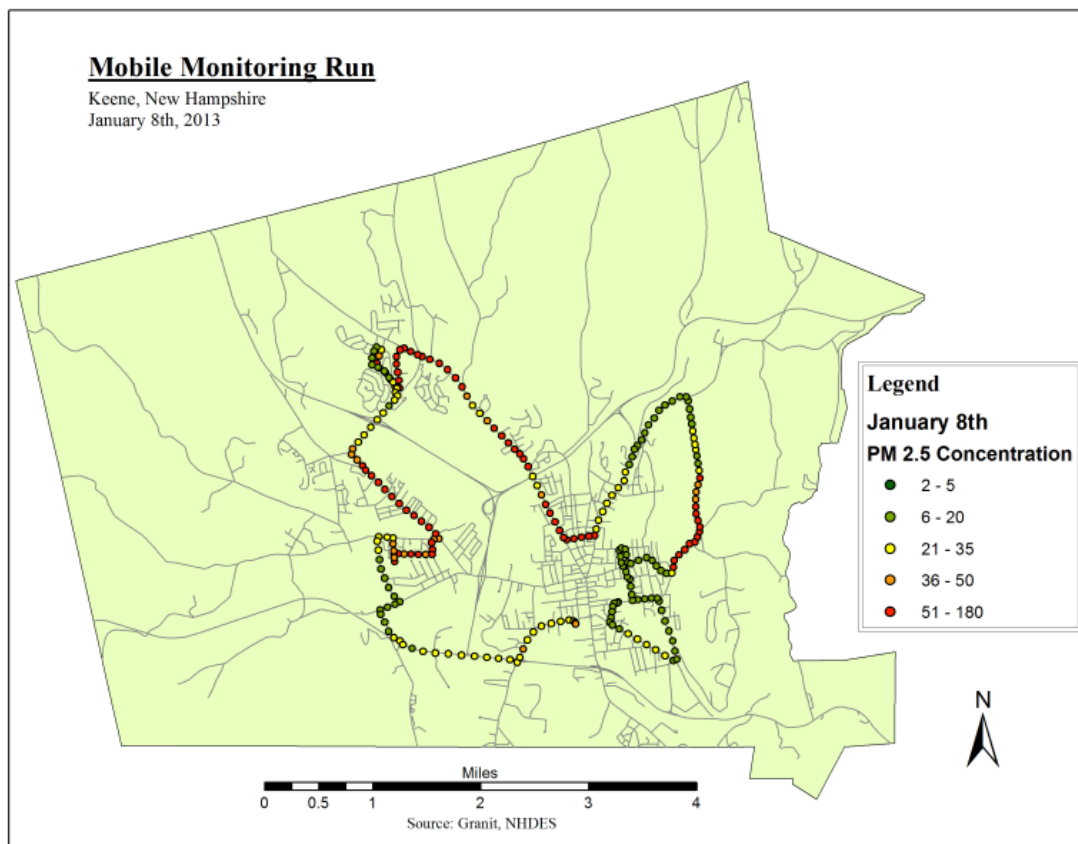 Mobile Monitoring Run
Keene, New Hampshire
January 8th, 2013
Legend
January 8th
PM 2.5 Concentration
2 - 5
6 - 20
21 - 35
36 - 50
51 - 180
N
Miles
0 0.5 1 2 3 4
Source: Granit, NHDES